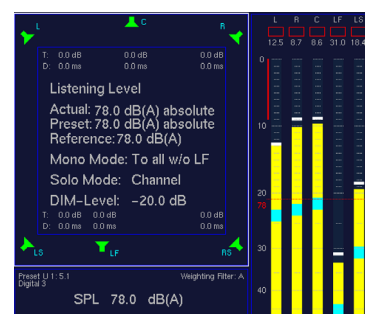 L C R
T: 0.0 dB 0.0 dB 0.0 dB
D: 0.0 ms 0.0 ms 0.0 ms
Listening Level
Actual: 78.0 dB(A) absolute
Preset: 78.0 dB(A) absolute
Reference: 78.0 dB(A)
Mono Mode: To all w/o LF
Solo Mode: Channel
DIM-Level: -20.0 dB
T: 0.0 dB 0.0 dB 0.0 dB
D: 0.0 ms 0.0 ms 0.0 ms
LS LF RS
Preset U 1: 5.1 Weighting Filter: A
Digital 3
SPL 78.0 dB(A)
L R C LF LS
12.5 8.7 8.6 31.0 18.4
0
10
20
70
30
40